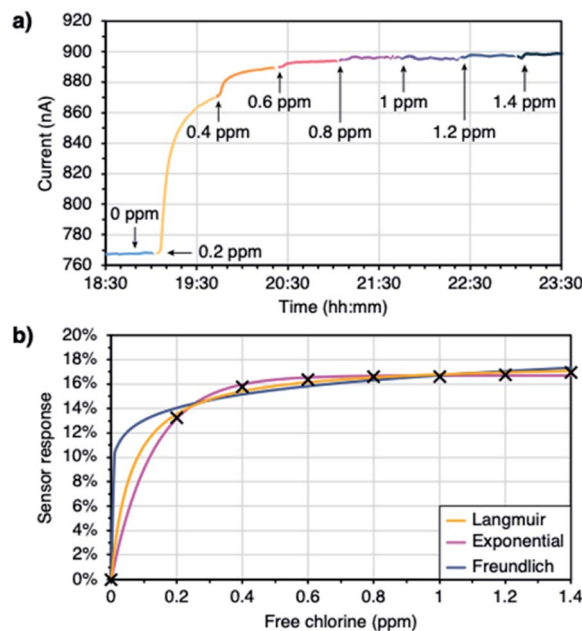 a)
Current (nA)
900
880
860
840
820
800
780
760
0 ppm
0.2 ppm
0.4 ppm
0.6 ppm
0.8 ppm
1 ppm
1.2 ppm
1.4 ppm
18:30 19:30 20:30 21:30 22:30 23:30
Time (hh:mm)
b)
Sensor response
20%
18%
16%
14%
12%
10%
8%
6%
4%
2%
0%
Langmuir
Exponential
Freundlich
0 0.2 0.4 0.6 0.8 1 1.2 1.4
Free chlorine (ppm)